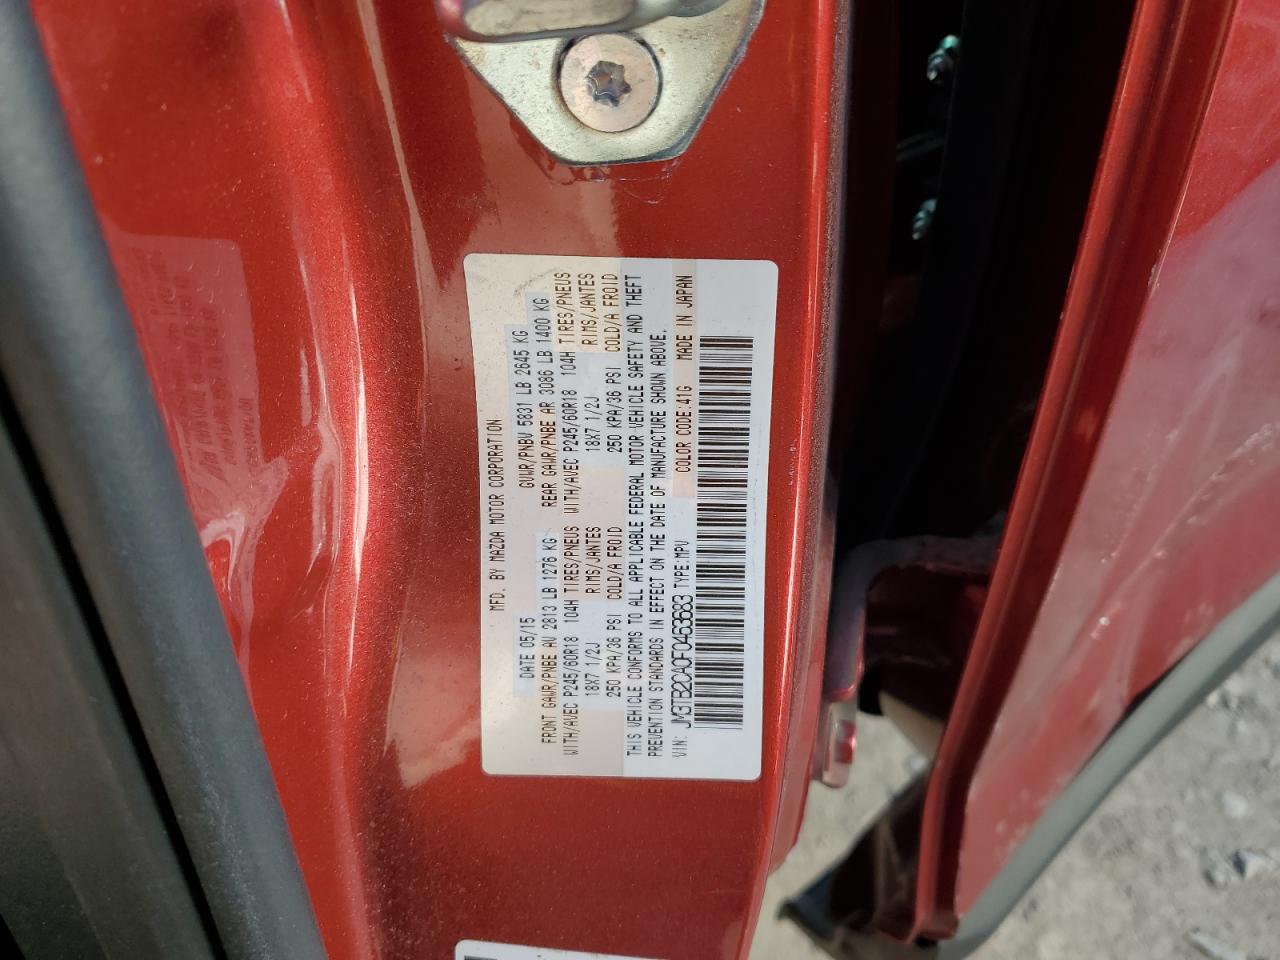 MFD. BY MAZDA MOTOR CORPORATION
DATE 05/15 GVWR/PNBV 5831 LB 2645 KG
FRONT GAWR/PNBE AV 2813 LB 1276 KG REAR GAWR/PNBE AR 3086 LB 1400 KG
WITH/AVEC P245/60R18 104H TIRES/PNEUS WITH/AVEC P245/60R18 104H TIRES/PNEUS
18X7 1/2J RIMS/JANTES 18X7 1/2J RIMS/JANTES
250 KPA/36 PSI COLD/A FROID 250 KPA/36 PSI COLD/A FROID
THIS VEHICLE CONFORMS TO ALL APPLICABLE FEDERAL MOTOR VEHICLE SAFETY AND THEFT
PREVENTION STANDARDS IN EFFECT ON THE DATE OF MANUFACTURE SHOWN ABOVE.
VIN: JM3TB2CA0F0463683 TYPE:MPV COLOR CODE:41G MADE IN JAPAN